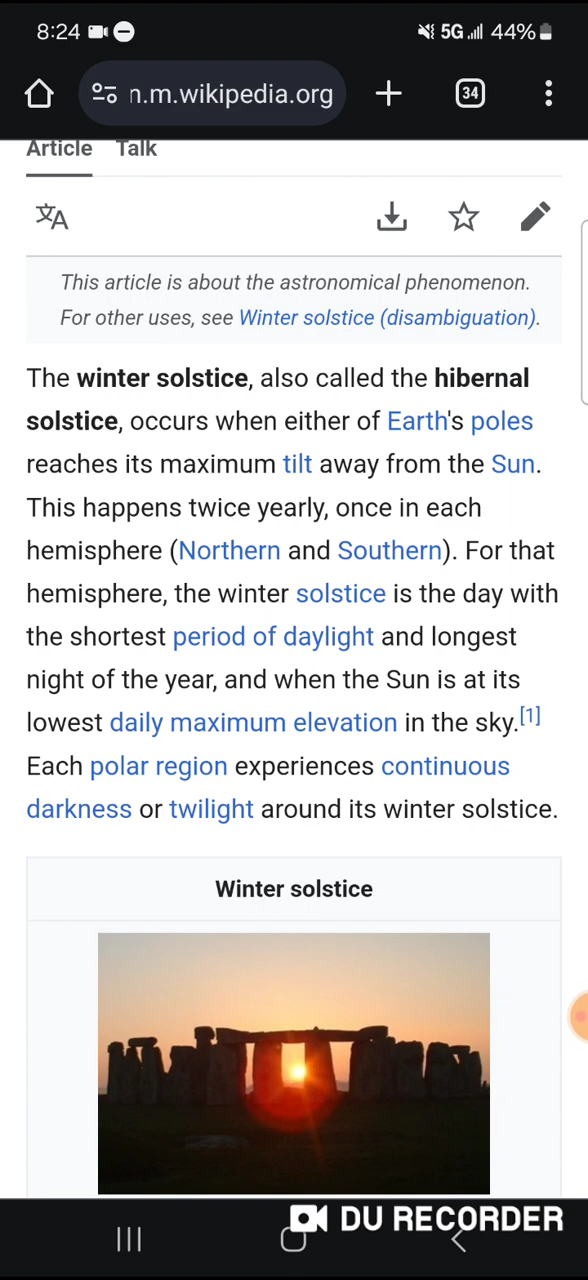 8:24 5G 44%
n.m.wikipedia.org 34
Article Talk
文A
This article is about the astronomical phenomenon.
For other uses, see Winter solstice (disambiguation).
The winter solstice, also called the hibernal
solstice, occurs when either of Earth's poles
reaches its maximum tilt away from the Sun.
This happens twice yearly, once in each
hemisphere (Northern and Southern). For that
hemisphere, the winter solstice is the day with
the shortest period of daylight and longest
night of the year, and when the Sun is at its
lowest daily maximum elevation in the sky.[1]
Each polar region experiences continuous
darkness or twilight around its winter solstice.
Winter solstice
DU RECORDER